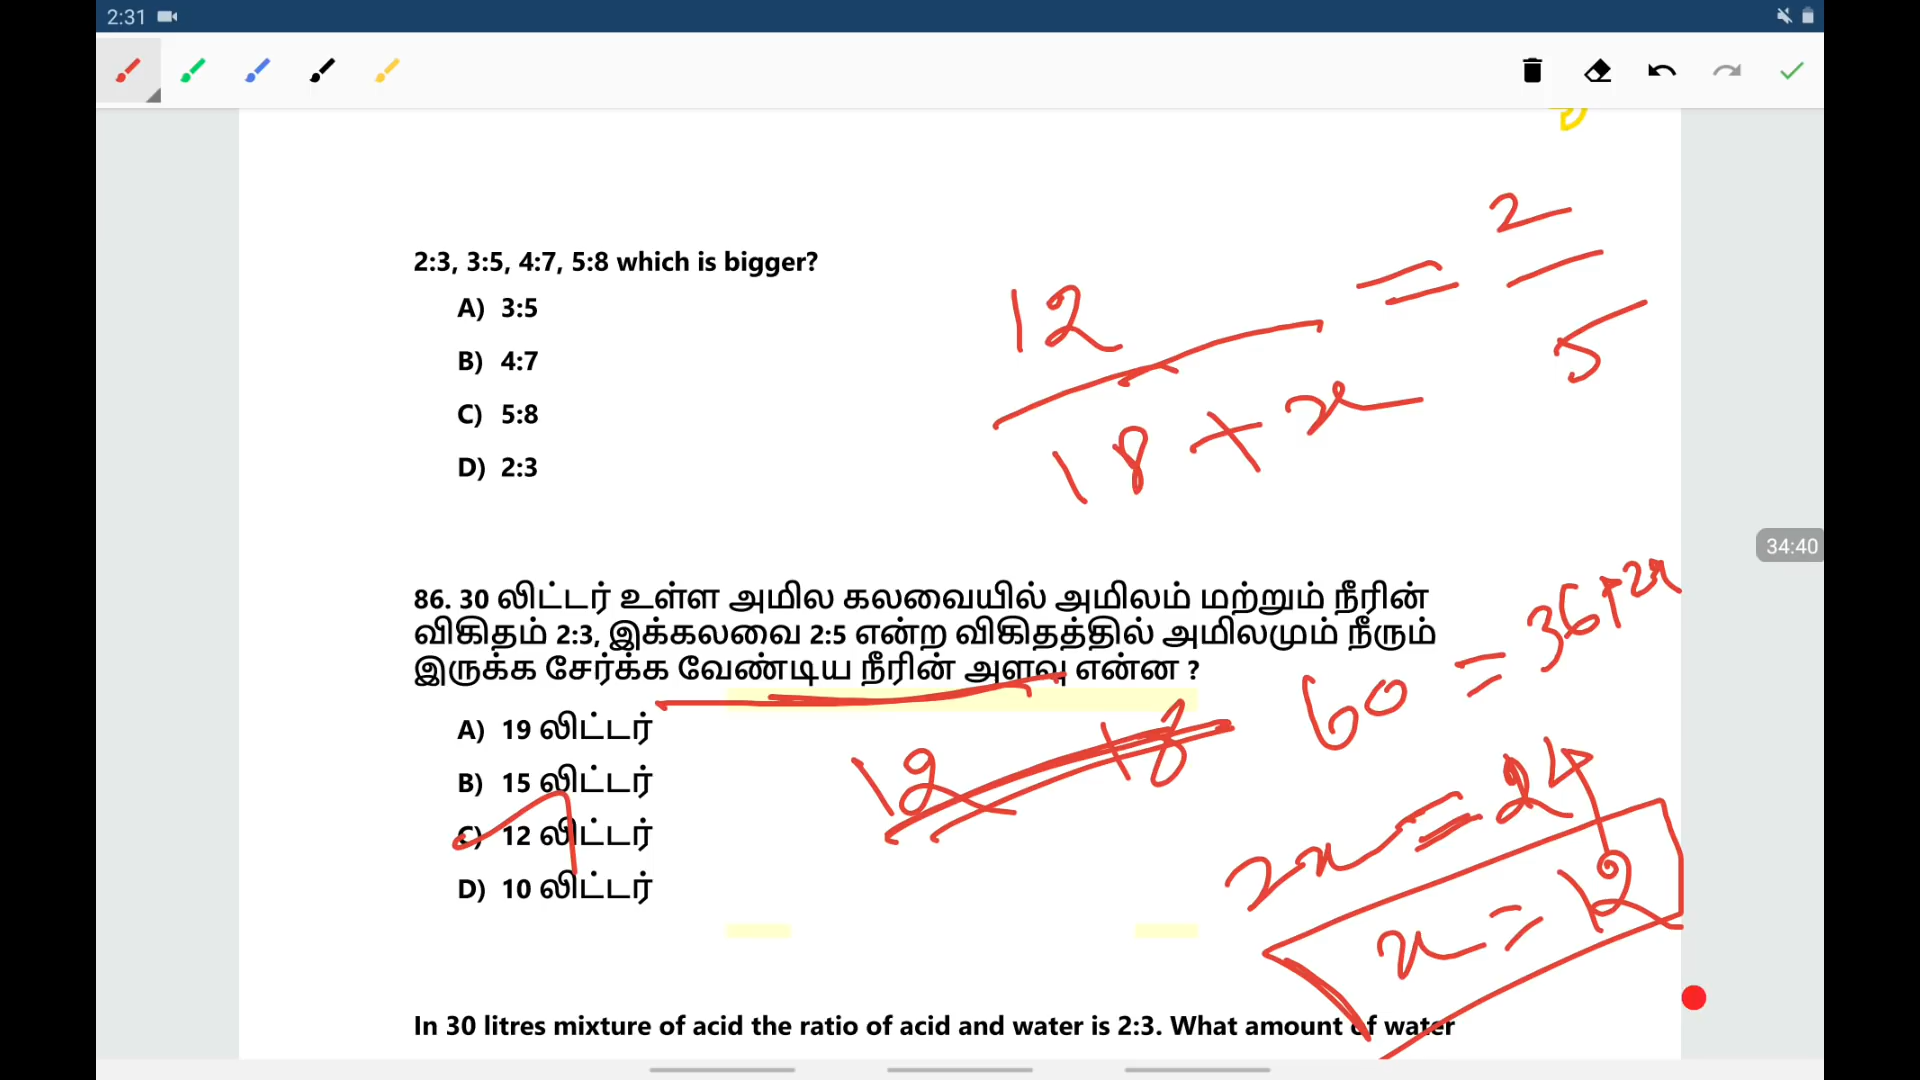 2:31
2:3, 3:5, 4:7, 5:8 which is bigger?
A) 3:5
B) 4:7
C) 5:8
D) 2:3
12 / 18 + x = 2 / 5
34:40
86. 30 லிட்டர் உள்ள அமில கலவையில் அமிலம் மற்றும் நீரின்
விகிதம் 2:3, இக்கலவை 2:5 என்ற விகிதத்தில் அமிலமும் நீரும்
இருக்க சேர்க்க வேண்டிய நீரின் அளவு என்ன ?
60 = 36+2x
A) 19 லிட்டர்
B) 15 லிட்டர்
C) 12 லிட்டர்
D) 10 லிட்டர்
12 18
2x = 24
x = 12
In 30 litres mixture of acid the ratio of acid and water is 2:3. What amount of water